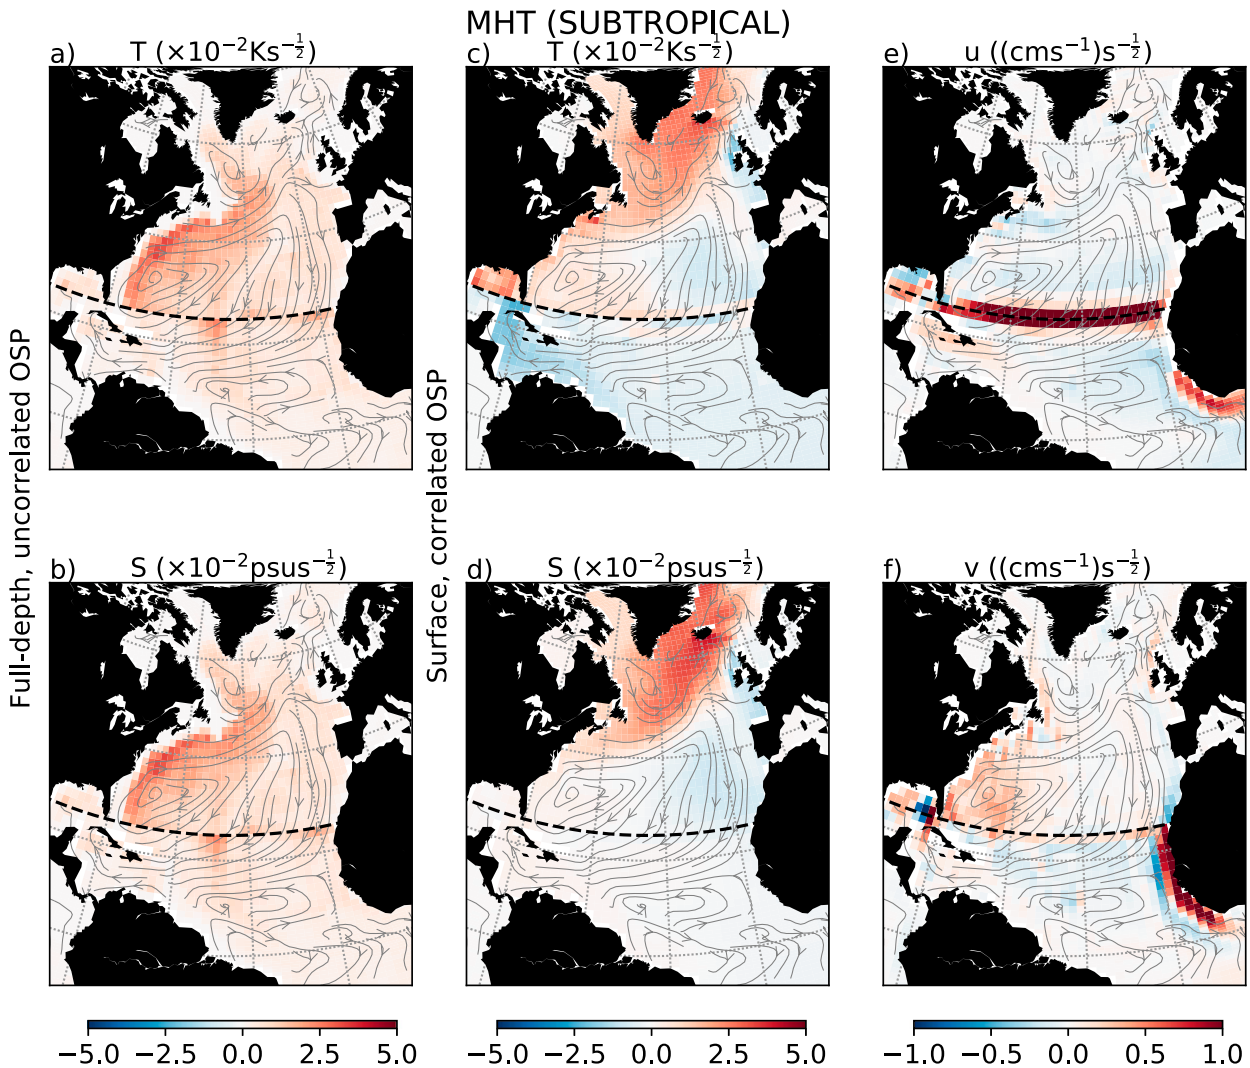 MHT (SUBTROPICAL)
a) T (×10⁻²Ks^{-1/2})
c) T (×10⁻²Ks^{-1/2})
e) u ((cms⁻¹)s^{-1/2})
Full-depth, uncorrelated OSP
Surface, correlated OSP
b) S (×10⁻²psus^{-1/2})
d) S (×10⁻²psus^{-1/2})
f) v ((cms⁻¹)s^{-1/2})
−5.0 −2.5 0.0 2.5 5.0
−5.0 −2.5 0.0 2.5 5.0
−1.0 −0.5 0.0 0.5 1.0